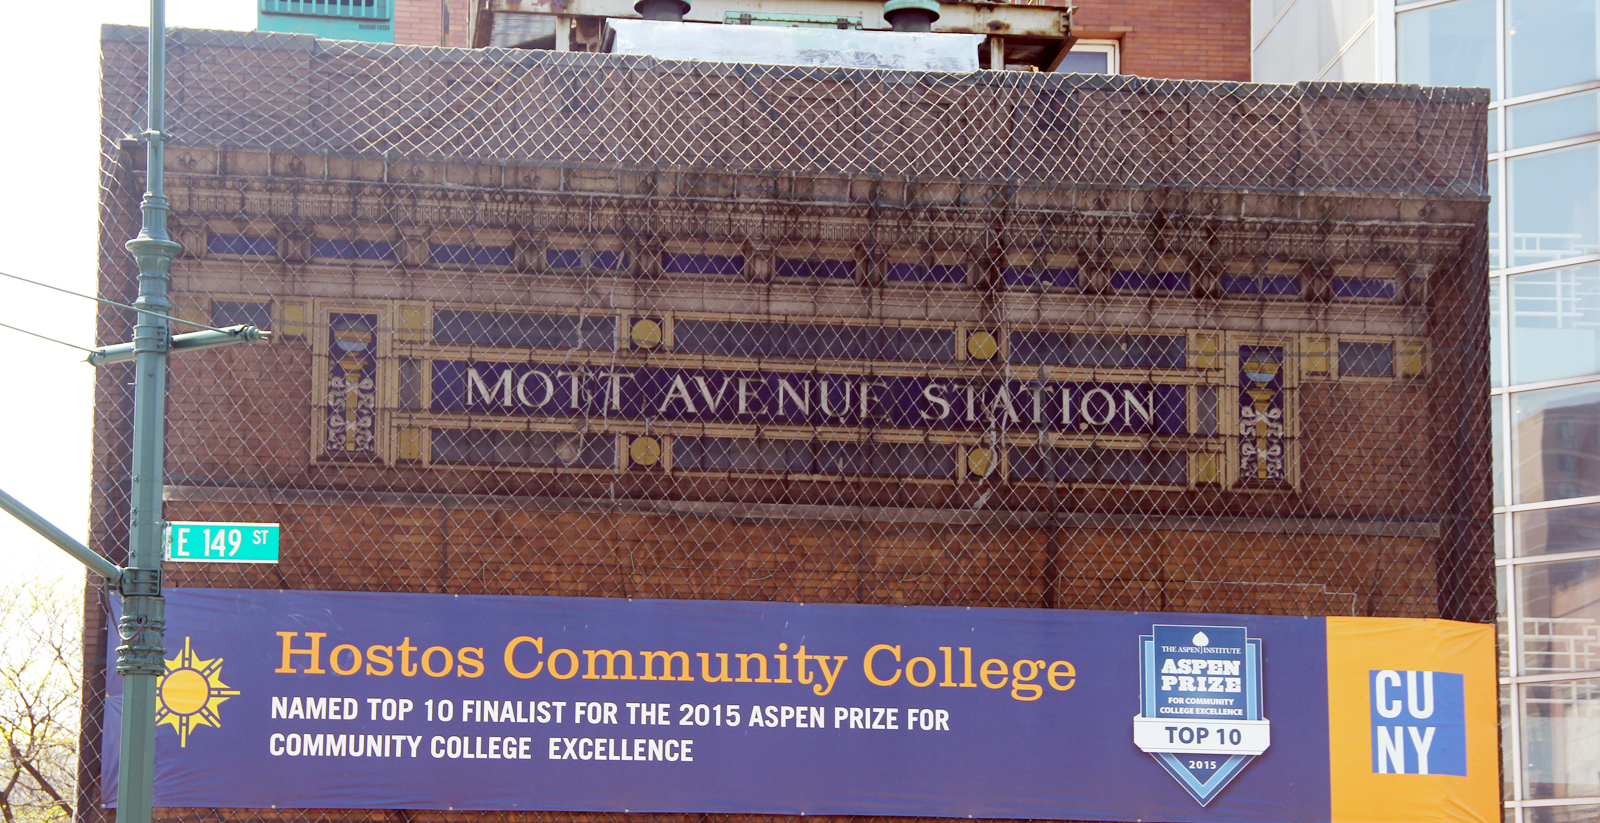 MOTT AVENUE STATION
E 149 ST
Hostos Community College
NAMED TOP 10 FINALIST FOR THE 2015 ASPEN PRIZE FOR
COMMUNITY COLLEGE EXCELLENCE
THE ASPEN INSTITUTE
ASPEN
PRIZE
FOR COMMUNITY
COLLEGE EXCELLENCE
TOP 10
2015
CU
NY